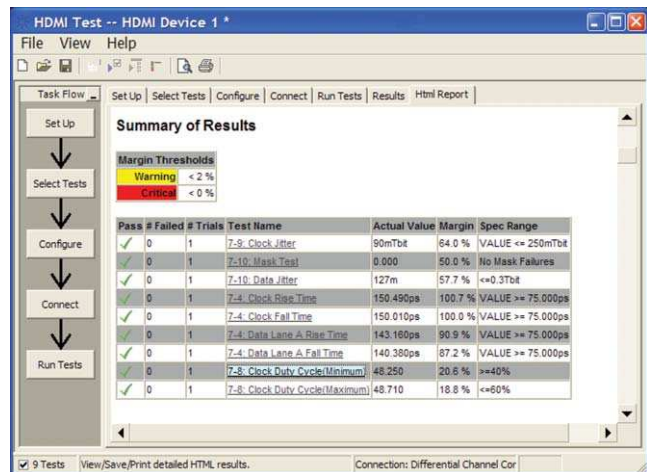 HDMI Test -- HDMI Device 1 *
File View Help
Task Flow
Set Up
Select Tests
Configure
Connect
Run Tests
Set Up Select Tests Configure Connect Run Tests Results Html Report
Summary of Results
Margin Thresholds
Warning < 2 %
Critical < 0 %
Pass # Failed # Trials Test Name Actual Value Margin Spec Range
0 1 7-9: Clock Jitter 90mTbit 64.0 % VALUE <= 250mTbit
0 1 7-10: Mask Test 0.000 50.0 % No Mask Failures
0 1 7-10: Data Jitter 127m 57.7 % <=0.3Tbit
0 1 7-4: Clock Rise Time 150.490ps 100.7 % VALUE >= 75.000ps
0 1 7-4: Clock Fall Time 150.010ps 100.0 % VALUE >= 75.000ps
0 1 7-4: Data Lane A Rise Time 143.160ps 90.9 % VALUE >= 75.000ps
0 1 7-4: Data Lane A Fall Time 140.380ps 87.2 % VALUE >= 75.000ps
0 1 7-8: Clock Duty Cycle(Minimum) 48.250 20.6 % >=40%
0 1 7-8: Clock Duty Cycle(Maximum) 48.710 18.8 % <=60%
9 Tests View/Save/Print detailed HTML results. Connection: Differential Channel Cor